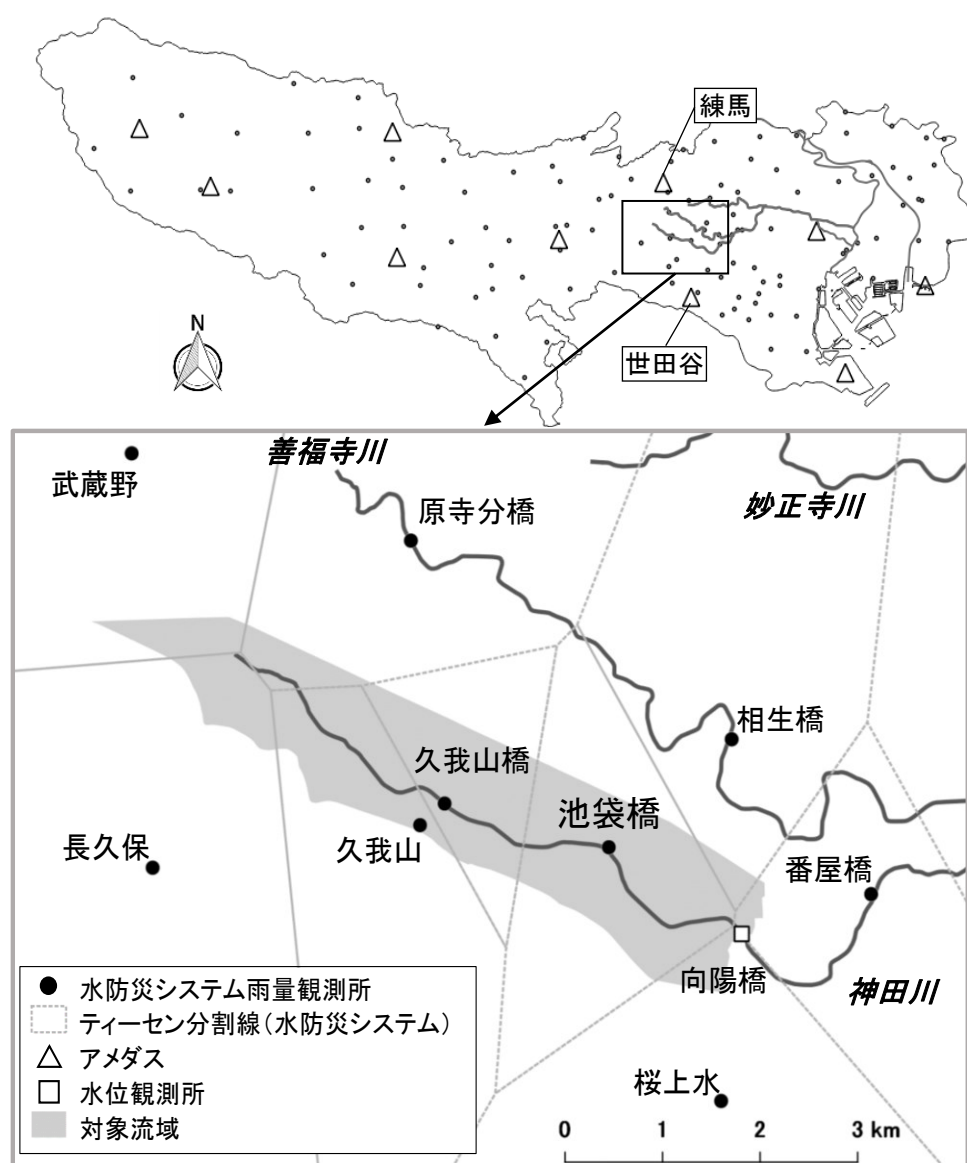 練馬
N
世田谷
善福寺川
武蔵野
原寺分橋
妙正寺川
相生橋
久我山橋
池袋橋
長久保
久我山
番屋橋
向陽橋
神田川
● 水防災システム雨量観測所
ティーセン分割線(水防災システム)
△ アメダス
□ 水位観測所
対象流域
桜上水
0 1 2 3 km